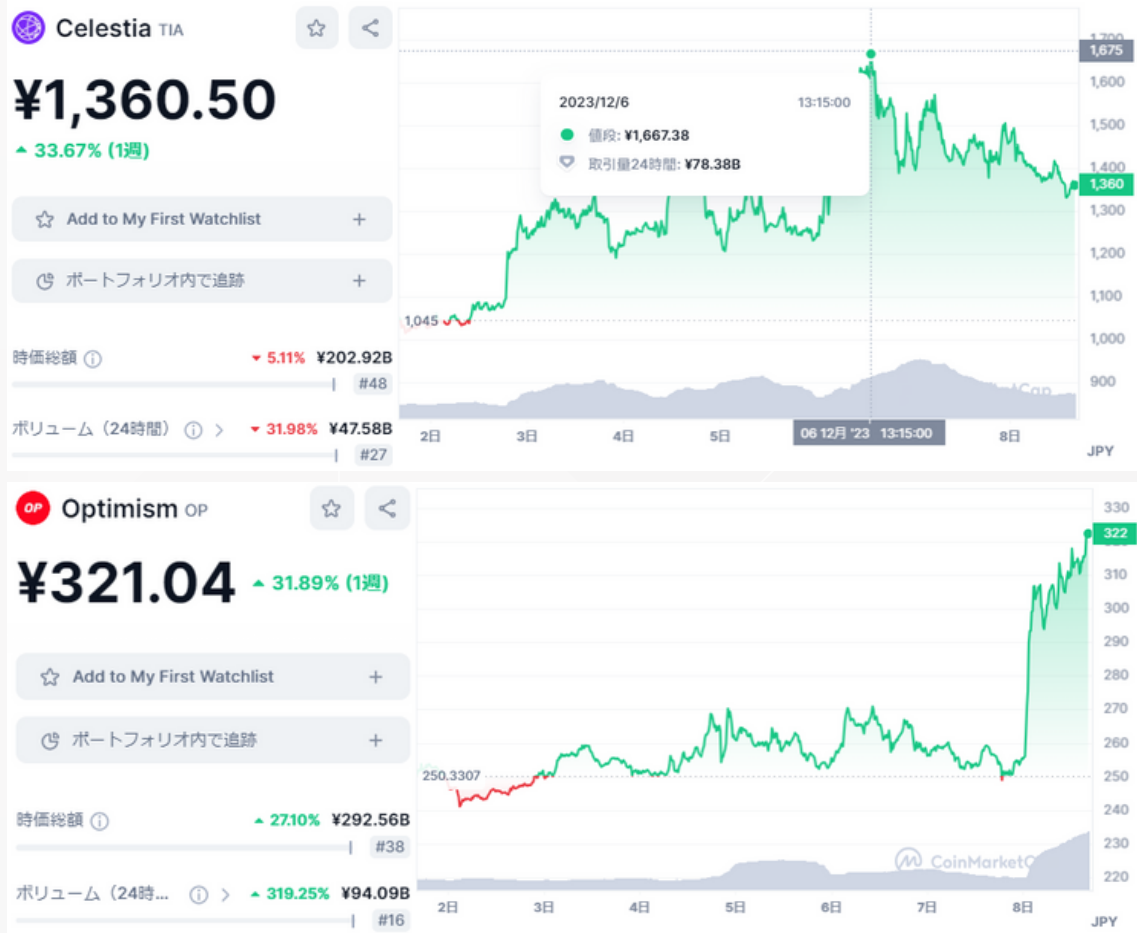 Celestia TIA
¥1,360.50
33.67% (1週)
Add to My First Watchlist +
ポートフォリオ内で追跡 +
時価総額 5.11% ¥202.92B
#48
ボリューム（24時間） 31.98% ¥47.58B
#27
1,700
1,675
1,600
1,500
1,400
1,360
1,300
1,200
1,100
1,000
900
2023/12/6 13:15:00
値段: ¥1,667.38
取引量24時間: ¥78.38B
1,045
2日 3日 4日 5日 06 12月 '23 13:15:00 8日
JPY
OP Optimism OP
¥321.04 31.89% (1週)
Add to My First Watchlist +
ポートフォリオ内で追跡 +
時価総額 27.10% ¥292.56B
#38
ボリューム（24時... 319.25% ¥94.09B
#16
330
322
310
300
290
280
270
260
250
240
230
220
250.3307
CoinMarketC
2日 3日 4日 5日 6日 7日 8日
JPY